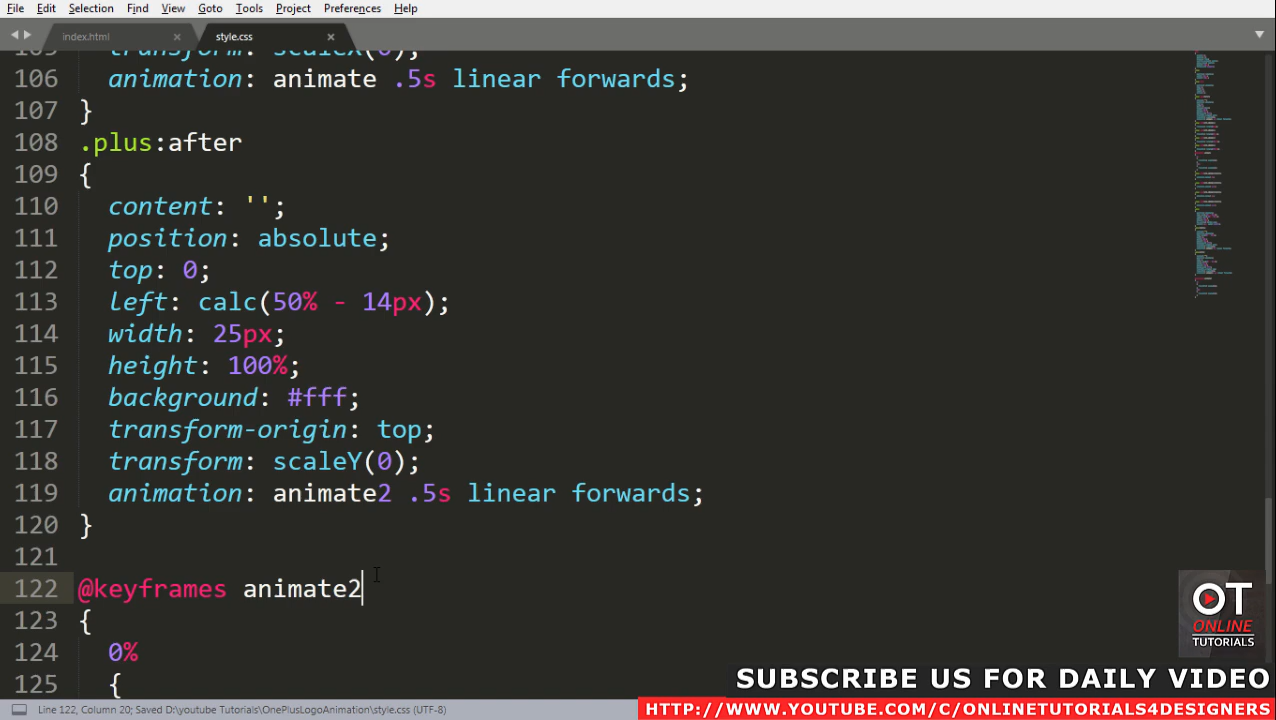 File Edit Selection Find View Goto Tools Project Preferences Help
index.html × style.css ×
105 transform: scaleX(0);
106 animation: animate .5s linear forwards;
107 }
108 .plus:after
109 {
110 content: '';
111 position: absolute;
112 top: 0;
113 left: calc(50% - 14px);
114 width: 25px;
115 height: 100%;
116 background: #fff;
117 transform-origin: top;
118 transform: scaleY(0);
119 animation: animate2 .5s linear forwards;
120 }
121
122 @keyframes animate2
123 {
124 0%
125 {
OT
ONLINE
TUTORIALS
SUBSCRIBE US FOR DAILY VIDEO
HTTP://WWW.YOUTUBE.COM/C/ONLINETUTORIALS4DESIGNERS
Line 122, Column 20; Saved D:\youtube Tutorials\OnePlusLogoAnimation\style.css (UTF-8)